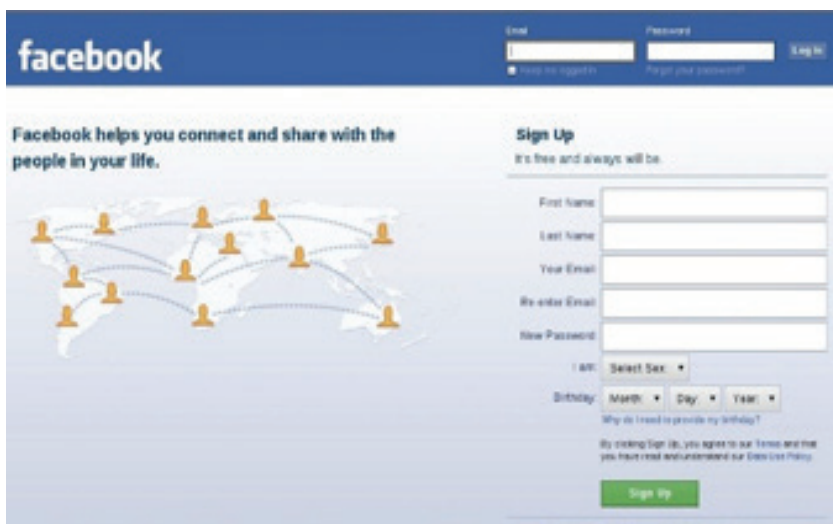 facebook
Email
Password
Log In
Keep me logged in
Forgot your password?
Facebook helps you connect and share with the
people in your life.
Sign Up
It's free and always will be.
First Name:
Last Name:
Your Email:
Re-enter Email:
New Password:
I am:
Select Sex:
Birthday:
Month:
Day:
Year:
Why do I need to provide my birthday?
By clicking Sign Up, you agree to our Terms and that
you have read and understand our Data Use Policy.
Sign Up